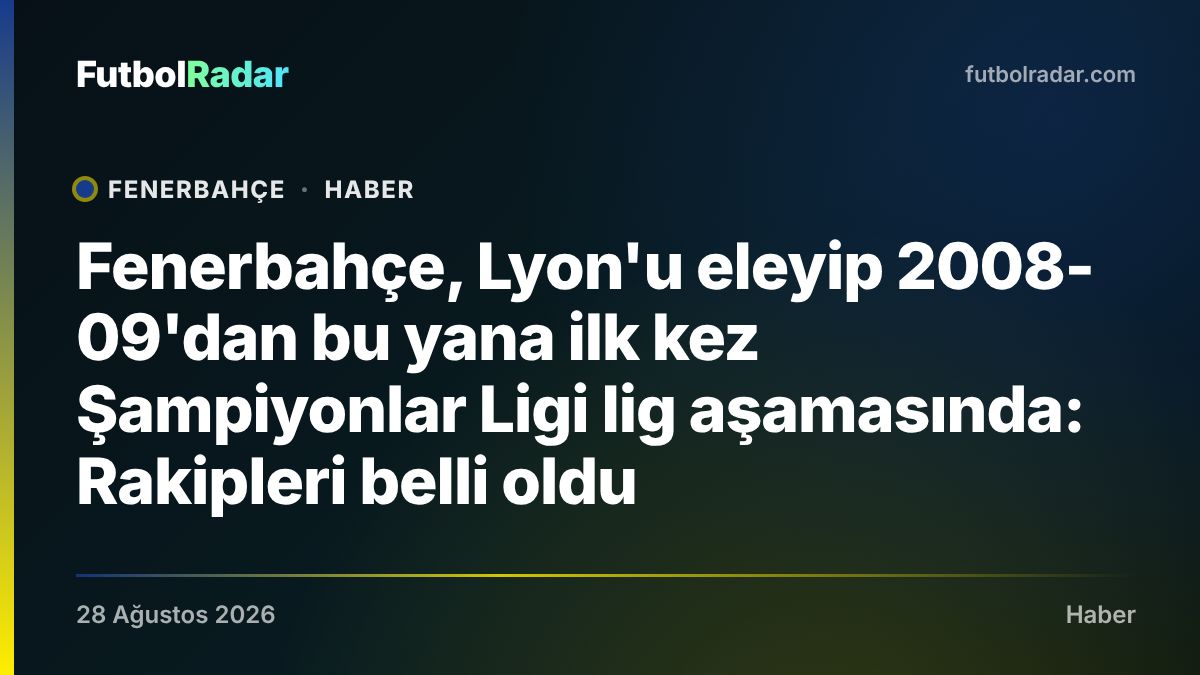 FutbolRadar
futbolradar.com
FENERBAHÇE · HABER
Fenerbahçe, Lyon'u eleyip 2008-
09'dan bu yana ilk kez
Şampiyonlar Ligi lig aşamasında:
Rakipleri belli oldu
28 Ağustos 2026
Haber